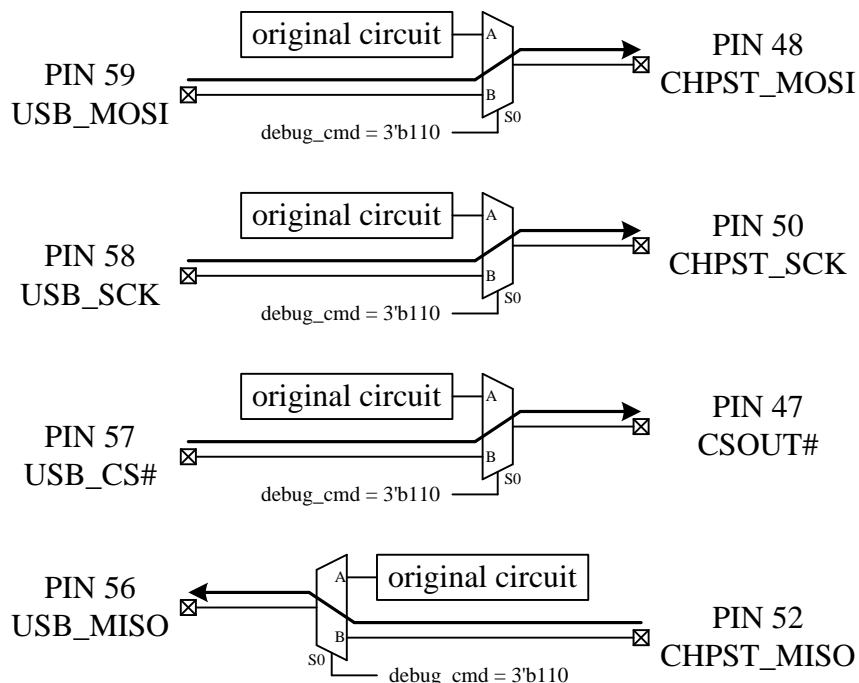 original circuit
A
PIN 48
CHPST_MOSI
PIN 59
USB_MOSI
B
S0
debug_cmd = 3'b110
original circuit
A
PIN 50
CHPST_SCK
PIN 58
USB_SCK
B
S0
debug_cmd = 3'b110
original circuit
A
PIN 47
CSOUT#
PIN 57
USB_CS#
B
S0
debug_cmd = 3'b110
PIN 56
USB_MISO
A
original circuit
B
PIN 52
CHPST_MISO
S0
debug_cmd = 3'b110